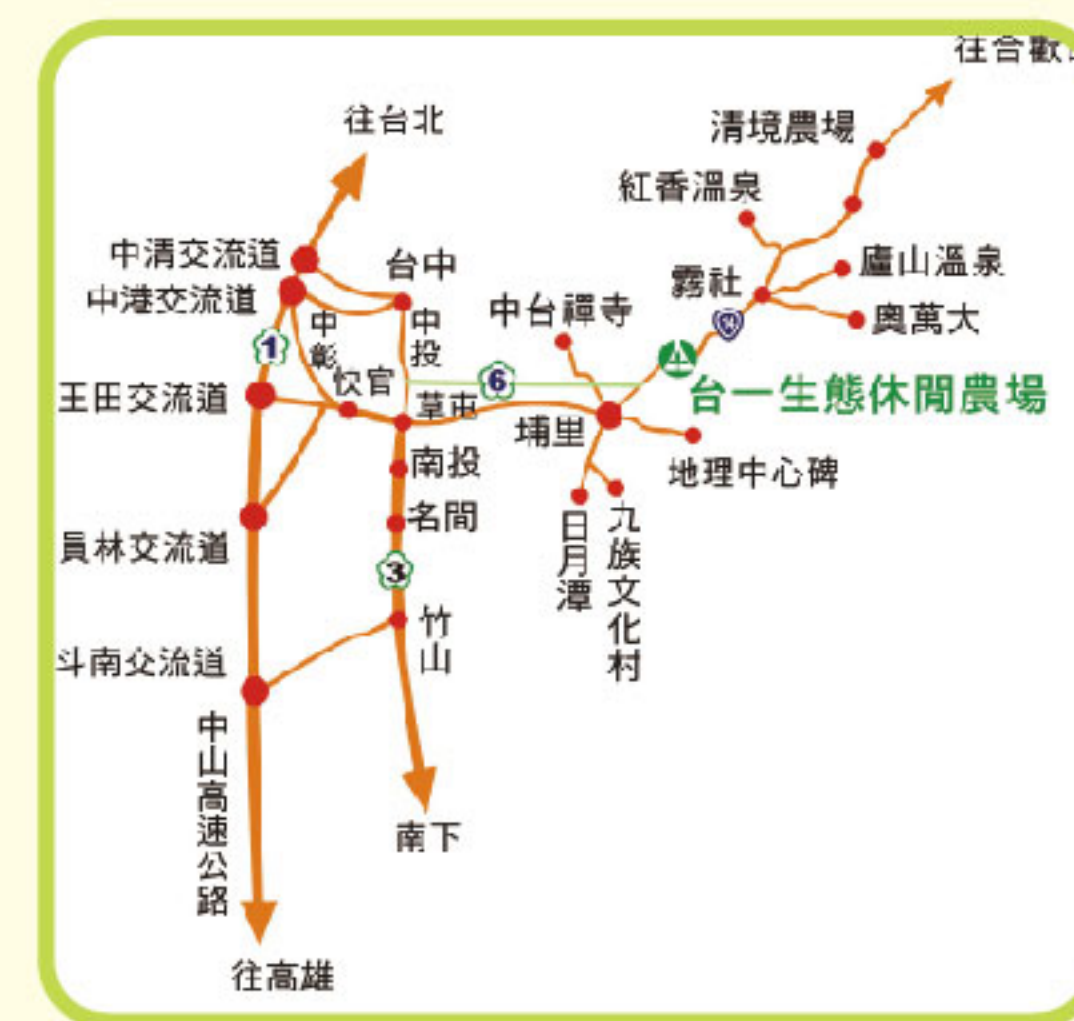 往合歡
往台北
清境農場
紅香溫泉
中清交流道
台中
廬山溫泉
霧社
中港交流道
中台禪寺
奧萬大
14
中彰
中投
1
快官
6
王田交流道
草屯
台一生態休閒農場
埔里
南投
地理中心碑
名間
日月潭
九族文化村
員林交流道
3
竹山
斗南交流道
中山高速公路
南下
往高雄